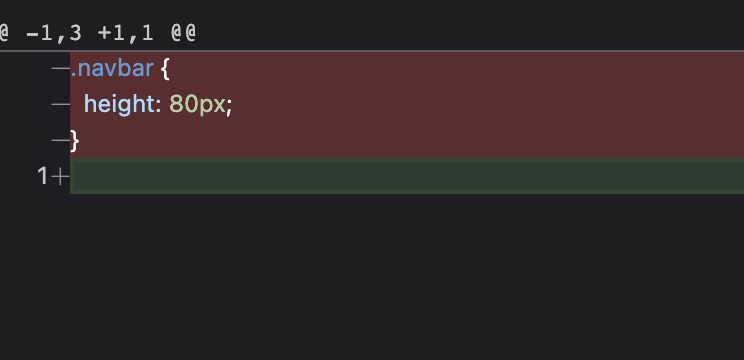 @ -1,3 +1,1 @@
—.navbar {
—  height: 80px;
—}
1+